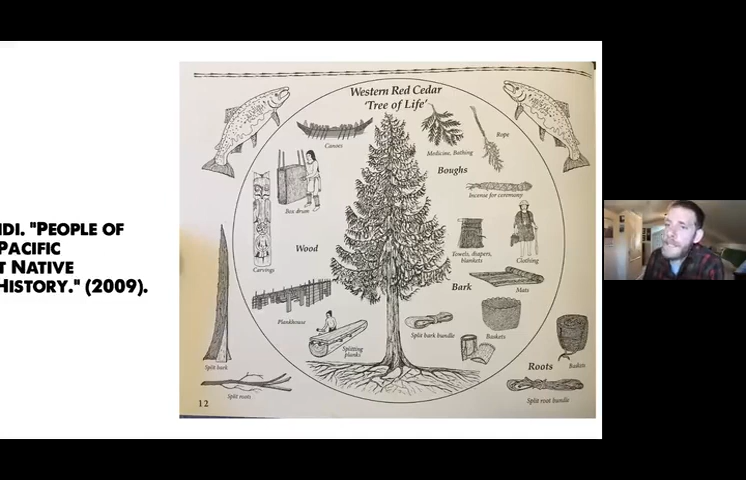 IDI. "PEOPLE OF
PACIFIC
T NATIVE
HISTORY." (2009).
Western Red Cedar
'Tree of Life'
Canoes
Medicine, Bathing
Rope
Boughs
Incense for ceremony
Box drum
Carvings
Wood
Towels, diapers,
blankets
Clothing
Bark
Mats
Plankhouse
Splitting
planks
Split bark bundle
Baskets
Split bark
Roots
Baskets
Split roots
Split root bundle
12